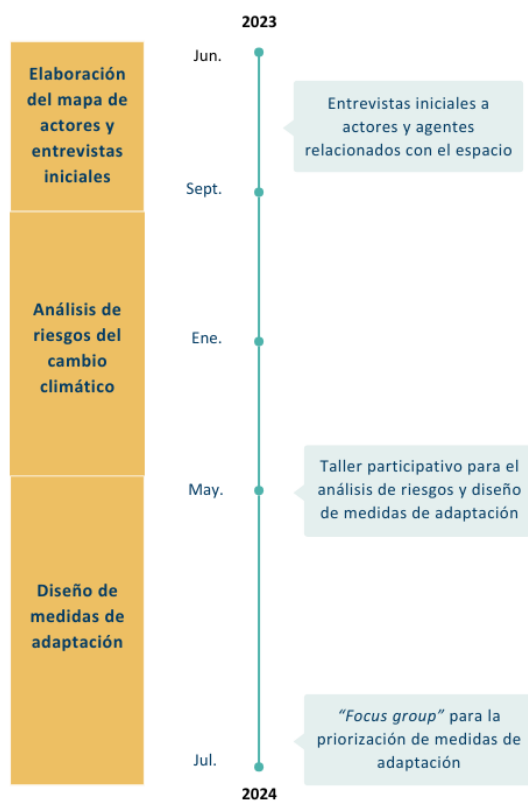 2023
Jun.
Elaboración
del mapa de
actores y
entrevistas
iniciales
Entrevistas iniciales a
actores y agentes
relacionados con el espacio
Sept.
Análisis de
riesgos del
cambio
climático
Ene.
May.
Taller participativo para el
análisis de riesgos y diseño
de medidas de adaptación
Diseño de
medidas de
adaptación
“Focus group” para la
priorización de medidas de
adaptación
Jul.
2024